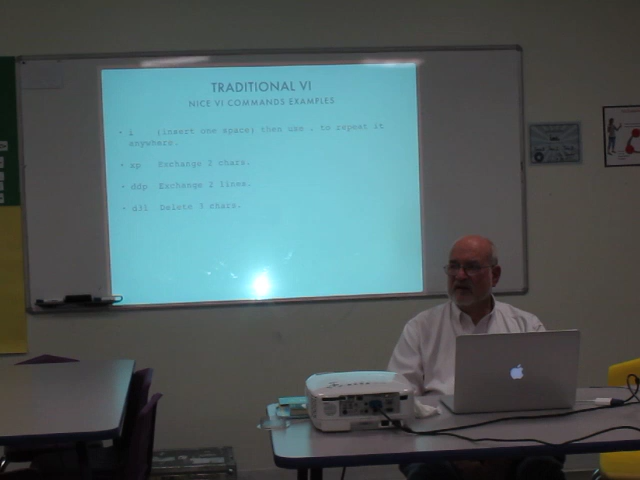 TRADITIONAL VI
NICE VI COMMANDS EXAMPLES
• i (insert one space) then use . to repeat it
anywhere.
• xp Exchange 2 chars.
• ddp Exchange 2 lines.
• d3l Delete 3 chars.